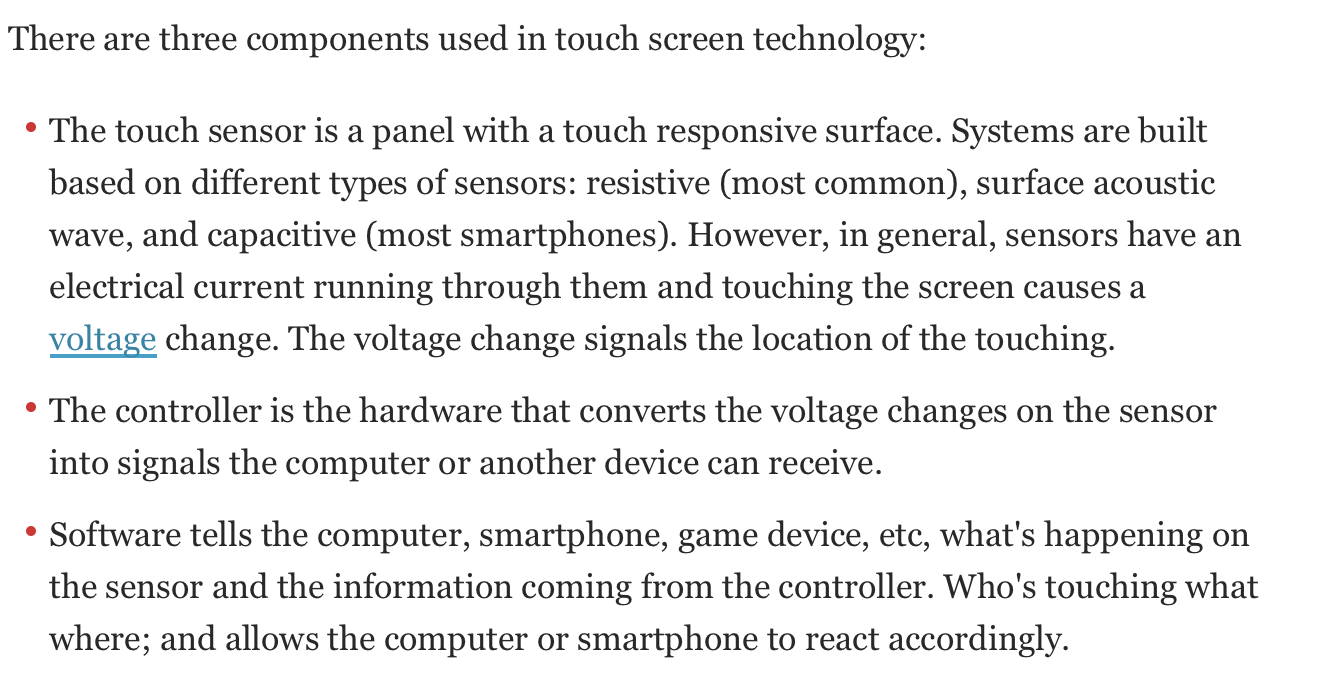 There are three components used in touch screen technology:
• The touch sensor is a panel with a touch responsive surface. Systems are built
based on different types of sensors: resistive (most common), surface acoustic
wave, and capacitive (most smartphones). However, in general, sensors have an
electrical current running through them and touching the screen causes a
voltage change. The voltage change signals the location of the touching.
• The controller is the hardware that converts the voltage changes on the sensor
into signals the computer or another device can receive.
• Software tells the computer, smartphone, game device, etc, what's happening on
the sensor and the information coming from the controller. Who's touching what
where; and allows the computer or smartphone to react accordingly.